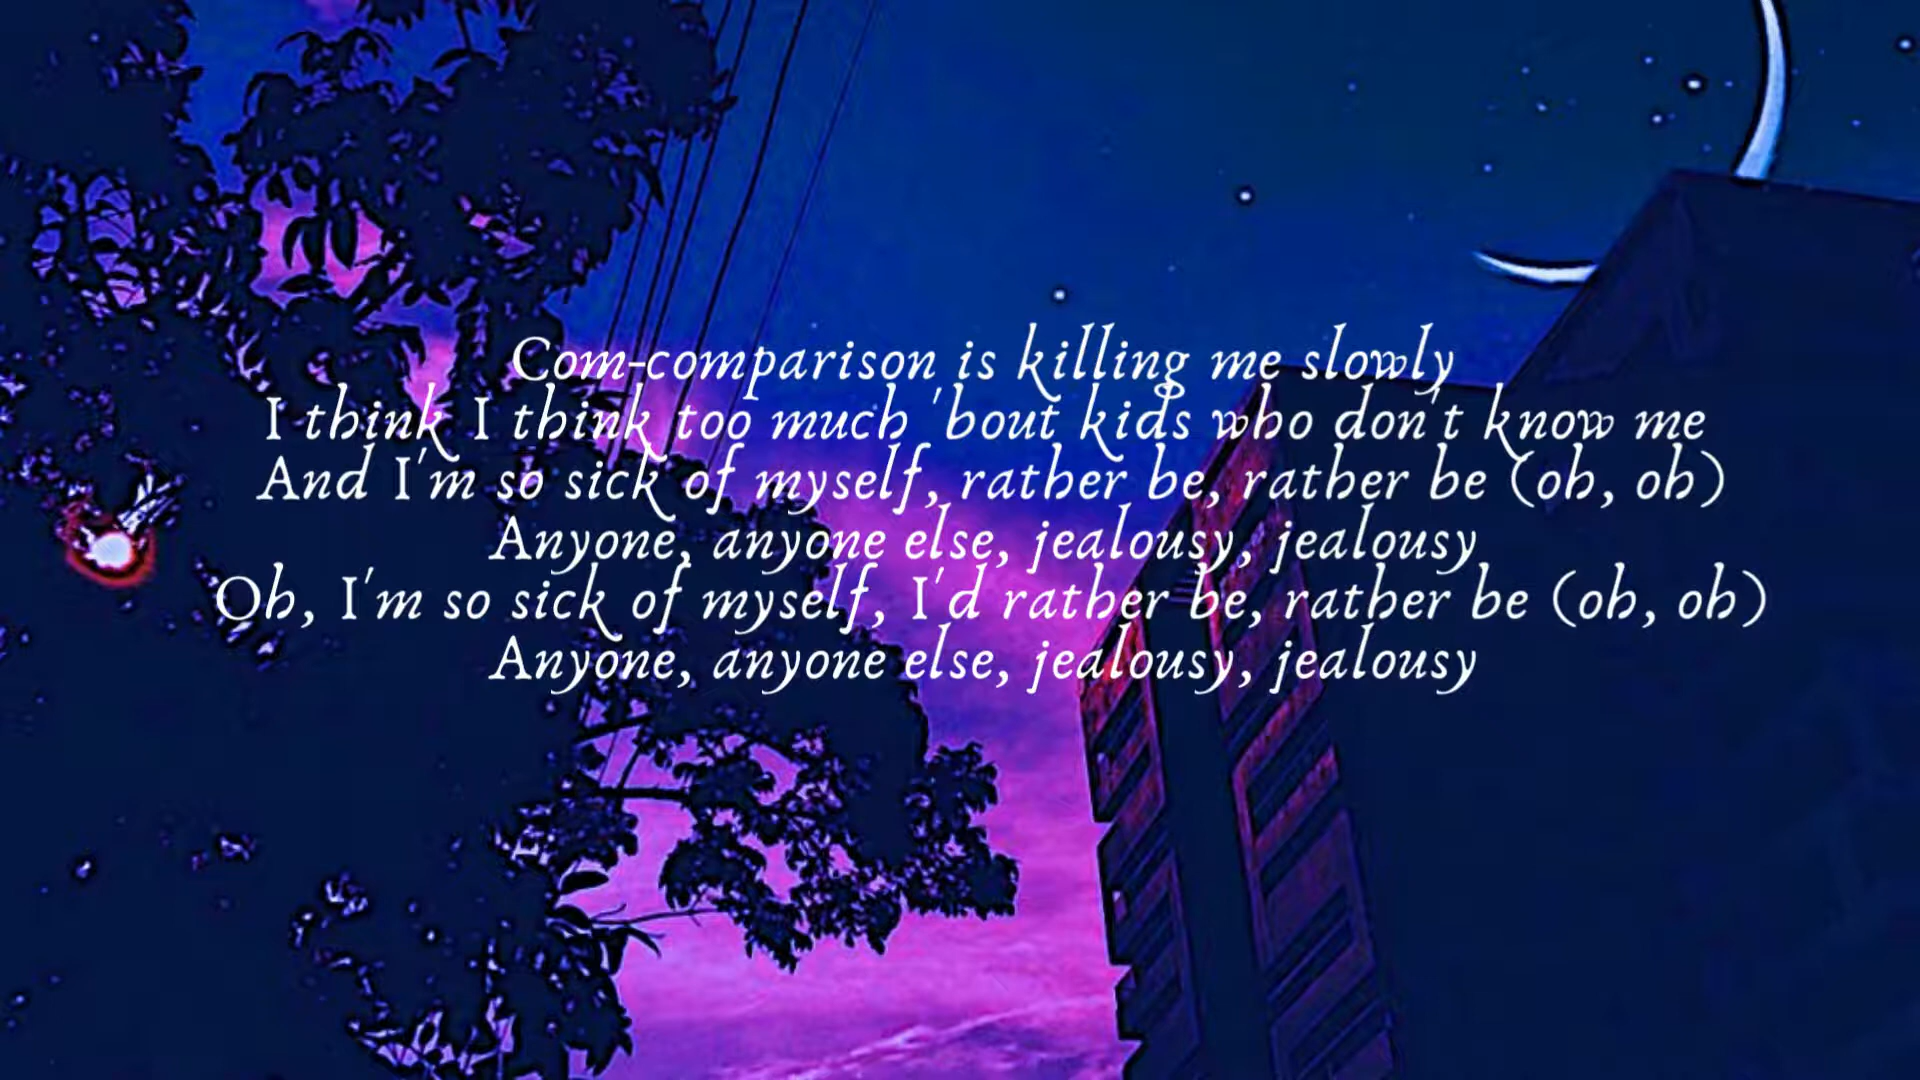 Com-comparison is killing me slowly
I think I think too much 'bout kids who don't know me
And I'm so sick of myself, rather be, rather be (oh, oh)
Anyone, anyone else, jealousy, jealousy
Oh, I'm so sick of myself, I'd rather be, rather be (oh, oh)
Anyone, anyone else, jealousy, jealousy